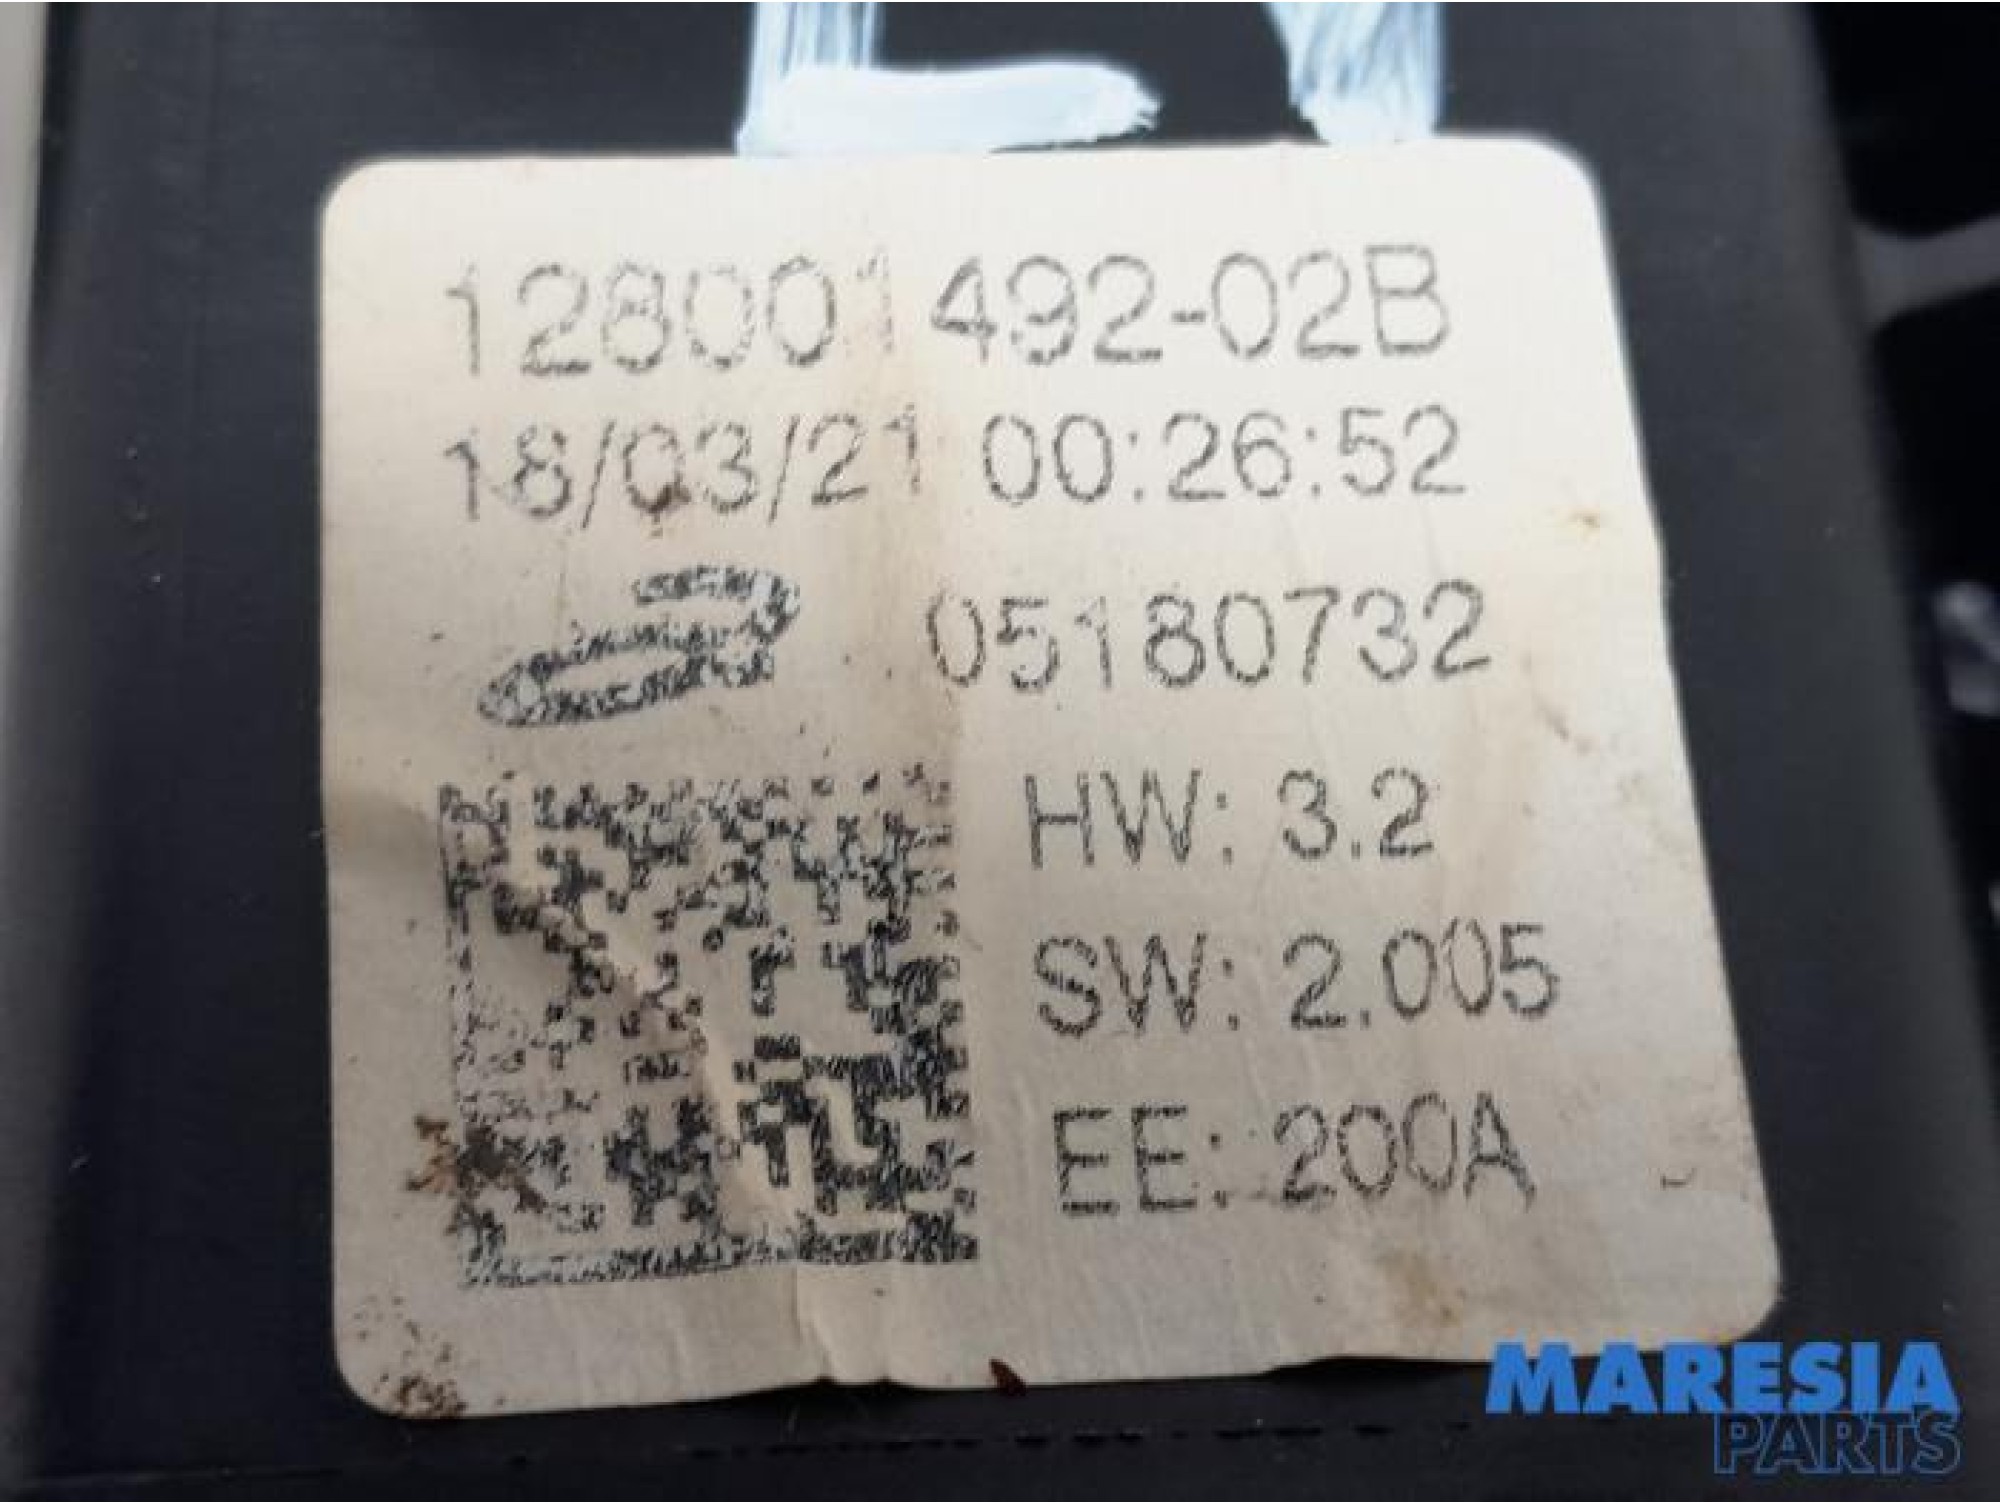 128001492-02B
18/03/21 00:26:52
05180732
HW: 3.2
SW: 2.005
EE: 200A
MARESIA
PARTS